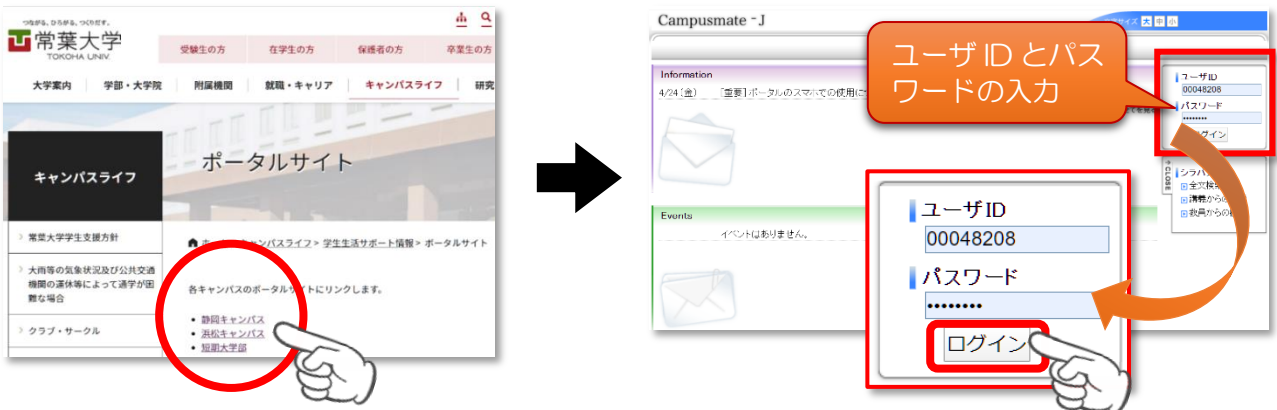 つながる、ひろがる、つくりだす。
常葉大学
TOKOHA UNIV.
受験生の方 在学生の方 保護者の方 卒業生の方
大学案内 学部・大学院 附属機関 就職・キャリア キャンパスライフ 研究
キャンパスライフ
ポータルサイト
常葉大学学生支援方針
大雨等の気象状況及び公共交通
機関の運休等によって通学が困
難な場合
クラブ・サークル
キャンパスライフ > 学生生活サポート情報 > ポータルサイト
各キャンパスのポータルサイトにリンクします。
静岡キャンパス
浜松キャンパス
短期大学部
Campusmate-J
サイズ 大 中 小
Information
4/24(金) [重要]ポータルのスマホでの使用に
Events
イベントはありません。
ユーザIDとパス
ワードの入力
ユーザID
00048208
パスワード
••••••••
ログイン
CLOSE
シラバ
全文検
講義からの
教員からの
ユーザID
00048208
パスワード
••••••••
ログイン